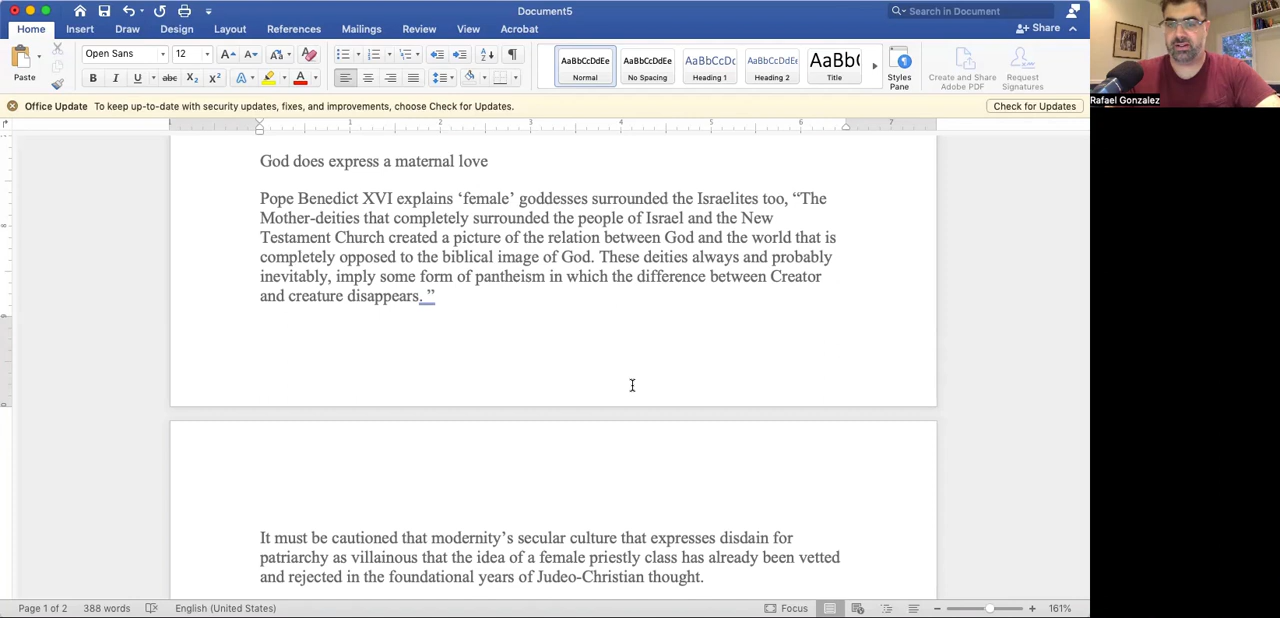 Document5
Search in Document
Home Insert Draw Design Layout References Mailings Review View Acrobat
Share
Open Sans 12
Paste
AaBbCcDdEe
Normal
AaBbCcDdEe
No Spacing
AaBbCcDc
Heading 1
AaBbCcDdEe
Heading 2
AaBb(
Title
Styles
Pane
Create and Share
Adobe PDF
Request
Signatures
Rafael Gonzalez
Office Update To keep up-to-date with security updates, fixes, and improvements, choose Check for Updates.
Check for Updates
1 2 3 4 5 6 7
God does express a maternal love
Pope Benedict XVI explains ‘female’ goddesses surrounded the Israelites too, “The
Mother-deities that completely surrounded the people of Israel and the New
Testament Church created a picture of the relation between God and the world that is
completely opposed to the biblical image of God. These deities always and probably
inevitably, imply some form of pantheism in which the difference between Creator
and creature disappears. ”
It must be cautioned that modernity’s secular culture that expresses disdain for
patriarchy as villainous that the idea of a female priestly class has already been vetted
and rejected in the foundational years of Judeo-Christian thought.
Page 1 of 2 388 words English (United States) Focus 161%